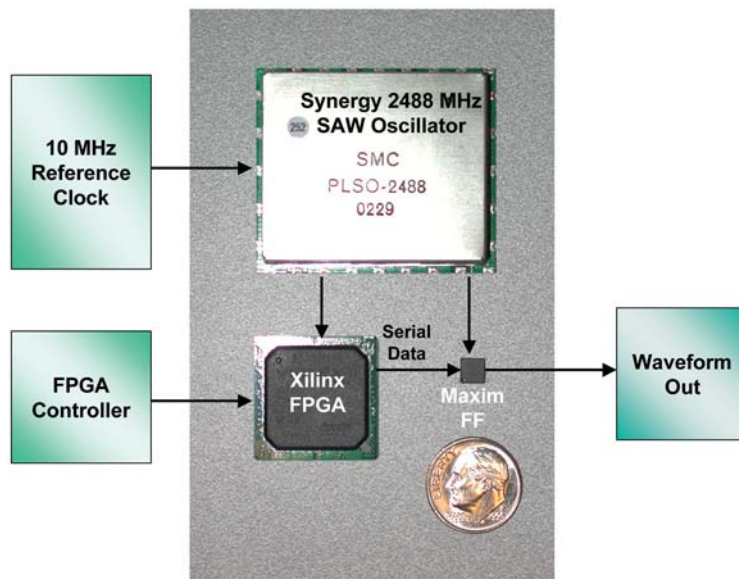 10 MHz
Reference
Clock
Synergy 2488 MHz
252
SAW Oscillator
SMC
PLSO-2488
0229
FPGA
Controller
Xilinx
FPGA
Serial
Data
Maxim
FF
LIBERTY
Waveform
Out